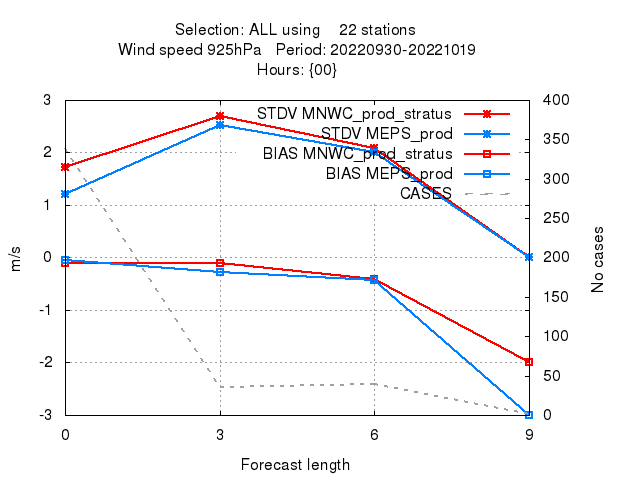 Selection: ALL using 22 stations
Wind speed 925hPa Period: 20220930-20221019
Hours: {00}
STDV MNWC_prod_stratus
STDV MEPS_prod
BIAS MNWC_prod_stratus
BIAS MEPS_prod
CASES
3
2
1
0
-1
-2
-3
m/s
400
350
300
250
200
150
100
50
0
No cases
0 3 6 9
Forecast length